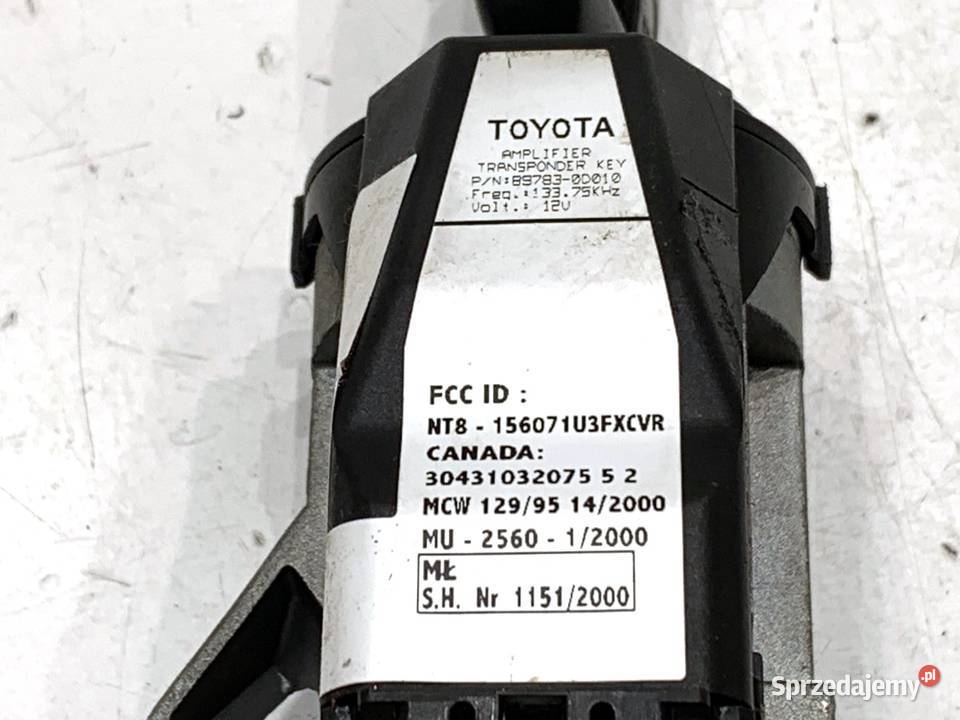 TOYOTA
AMPLIFIER
TRANSPONDER KEY
P/N:89783-0D010
Freq.:133.75KHz
Volt.: 12V
FCC ID :
NT8 - 156071U3FXCVR
CANADA:
30431032075 5 2
MCW 129/95 14/2000
MU - 2560 - 1/2000
MŁ
S.H. Nr 1151/2000
Sprzedajemy.pl